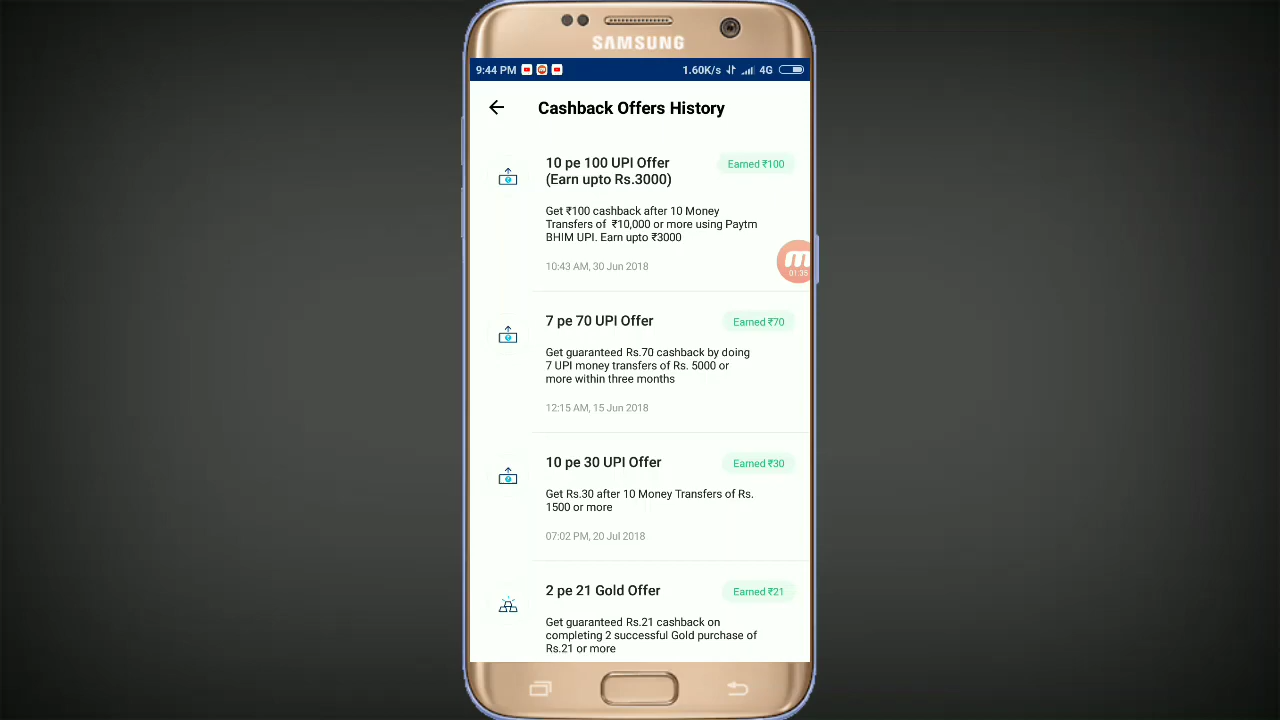 SAMSUNG
9:44 PM
1.60K/s 4G
Cashback Offers History
10 pe 100 UPI Offer
(Earn upto Rs.3000)
Earned ₹100
Get ₹100 cashback after 10 Money
Transfers of ₹10,000 or more using Paytm
BHIM UPI. Earn upto ₹3000
10:43 AM, 30 Jun 2018
01:35
7 pe 70 UPI Offer
Earned ₹70
Get guaranteed Rs.70 cashback by doing
7 UPI money transfers of Rs. 5000 or
more within three months
12:15 AM, 15 Jun 2018
10 pe 30 UPI Offer
Earned ₹30
Get Rs.30 after 10 Money Transfers of Rs.
1500 or more
07:02 PM, 20 Jul 2018
2 pe 21 Gold Offer
Earned ₹21
Get guaranteed Rs.21 cashback on
completing 2 successful Gold purchase of
Rs.21 or more